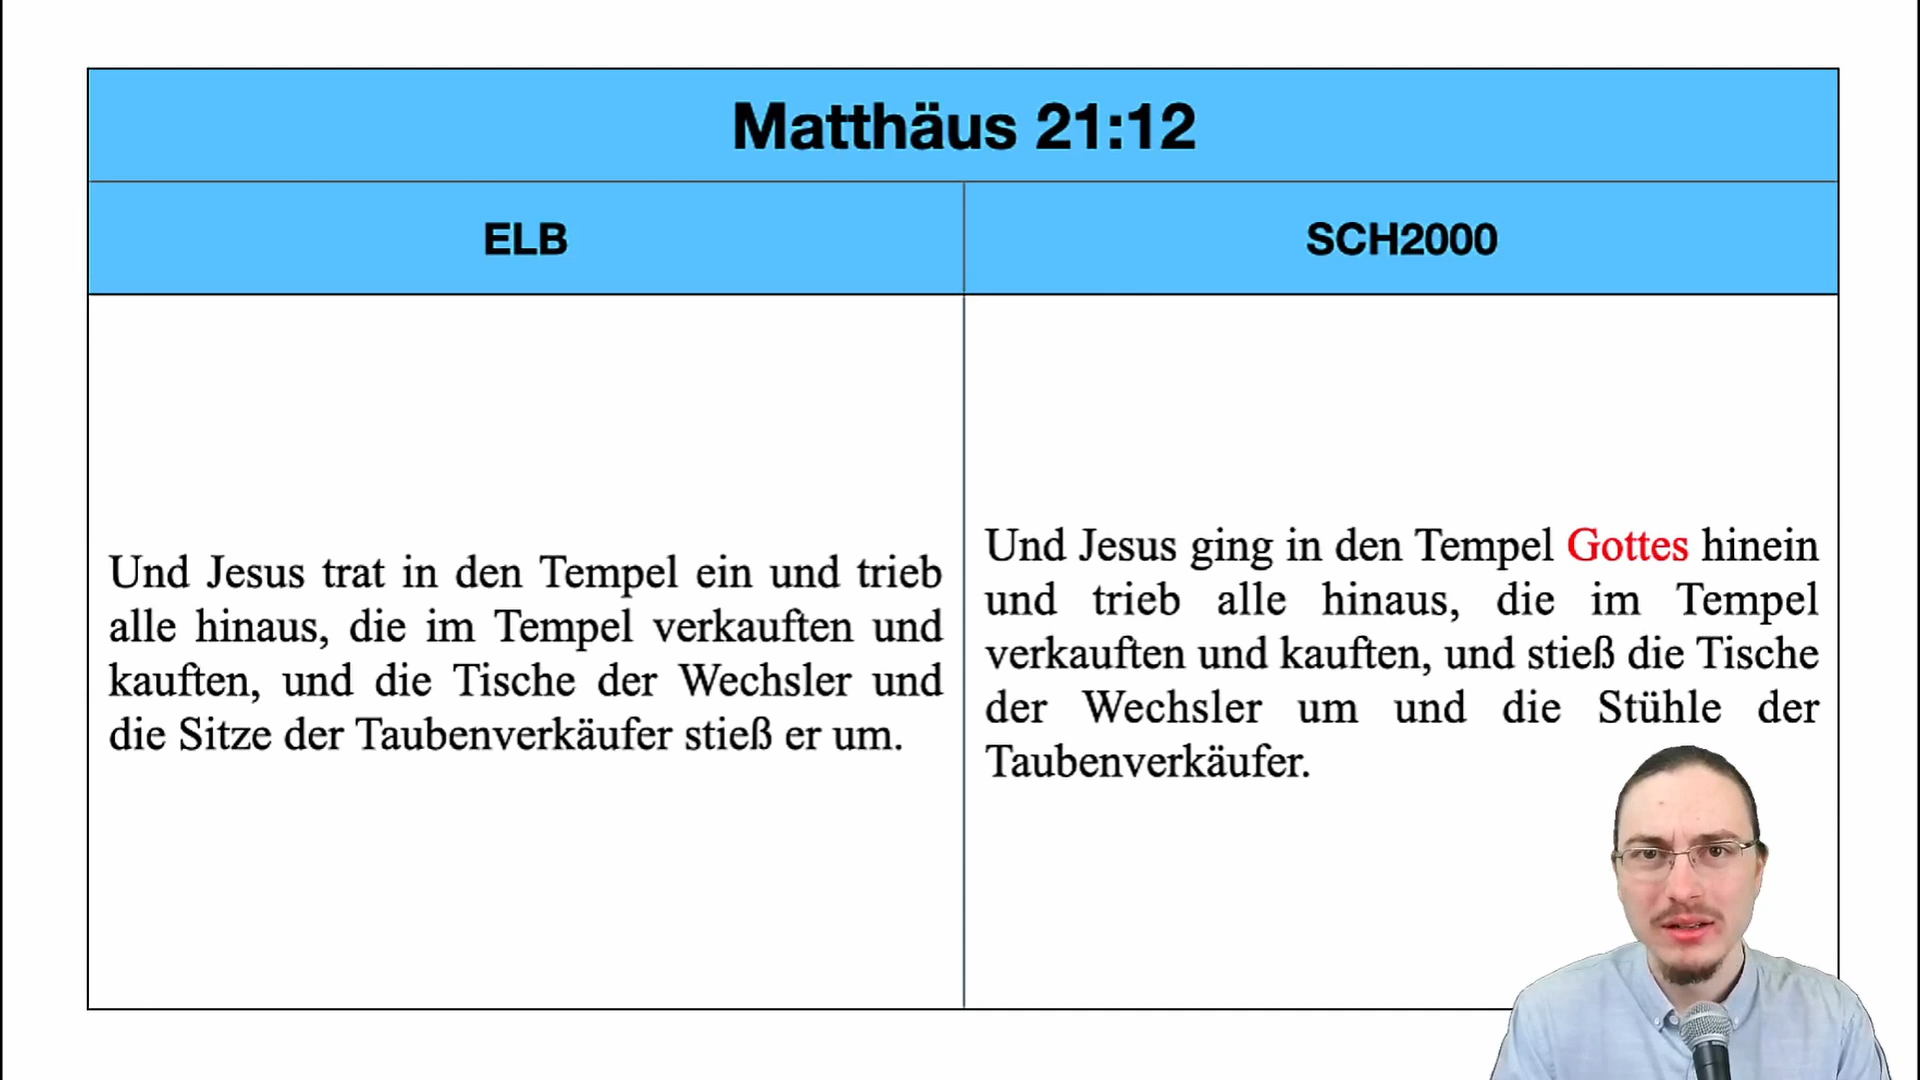 Matthäus 21:12
ELB
SCH2000
Und Jesus trat in den Tempel ein und trieb
alle hinaus, die im Tempel verkauften und
kauften, und die Tische der Wechsler und
die Sitze der Taubenverkäufer stieß er um.
Und Jesus ging in den Tempel Gottes hinein
und trieb alle hinaus, die im Tempel
verkauften und kauften, und stieß die Tische
der Wechsler um und die Stühle der
Taubenverkäufer.